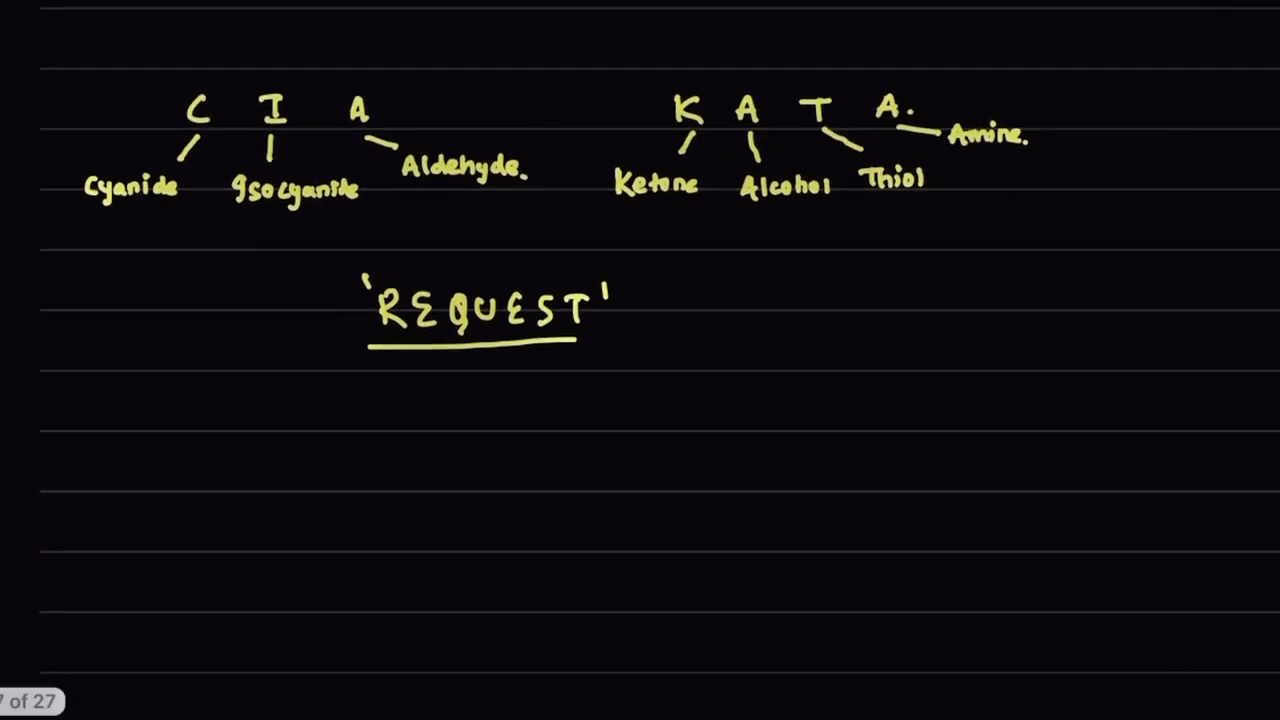 C I A K A T A.
Cyanide Isocyanide Aldehyde. Ketone Alcohol Thiol Amine.
'REQUEST'
7 of 27